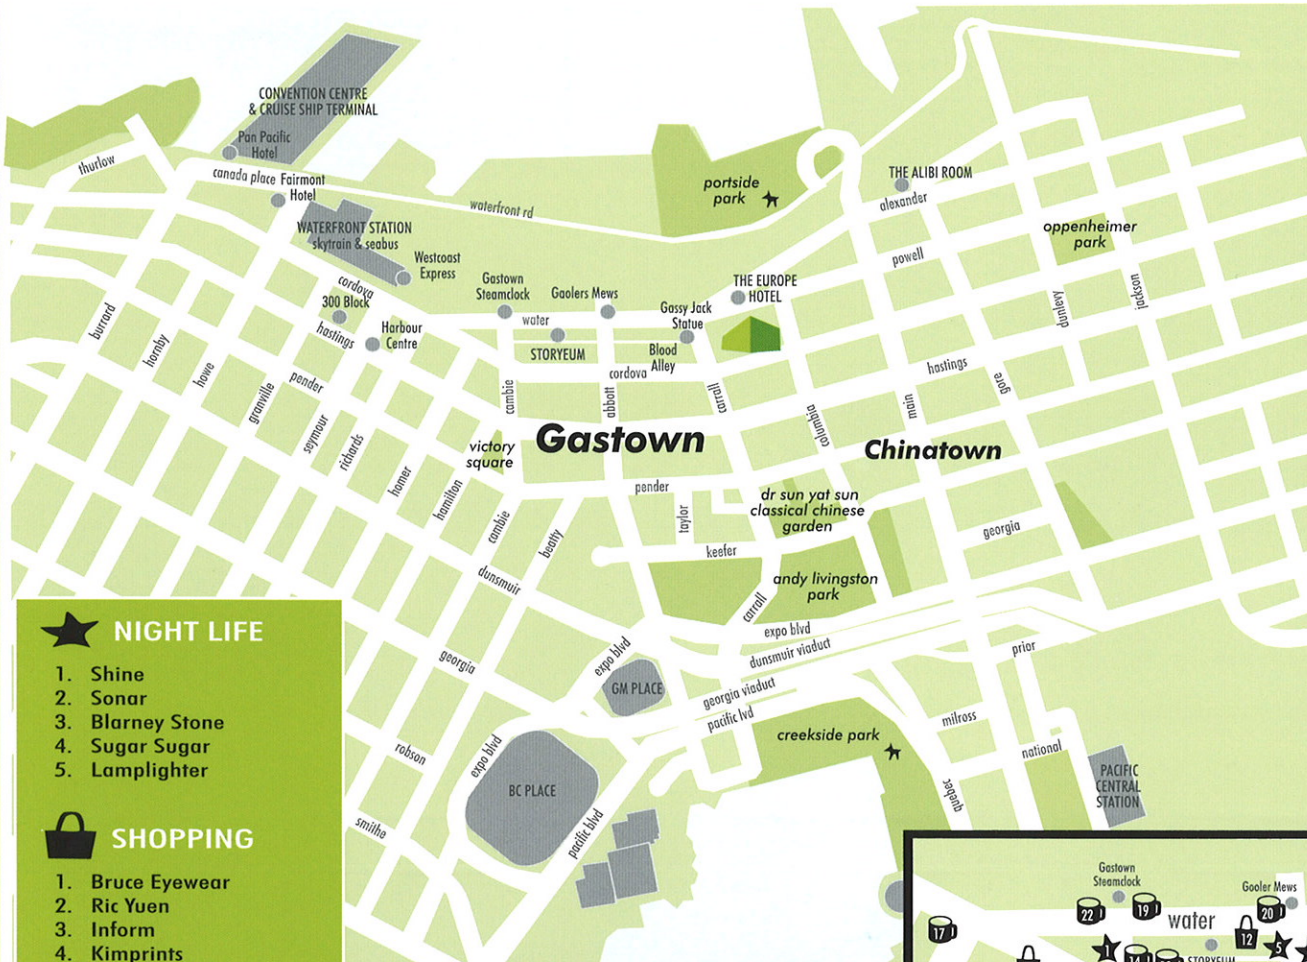 CONVENTION CENTRE
& CRUISE SHIP TERMINAL
Pan Pacific
Hotel
thurlow
canada place
Fairmont
Hotel
waterfront rd
WATERFRONT STATION
skytrain & seabus
Westcoast
Express
portside
park
THE ALIBI ROOM
alexander
oppenheimer
park
powell
cordova
300 Block
hastings
Harbour
Centre
Gastown
Steamclock
Gaolers Mews
water
STORYEUM
Gassy Jack
Statue
Blood
Alley
THE EUROPE
HOTEL
cordova
dunlevy
jackson
burrard
hornby
howe
granville
pender
seymour
richards
homer
hamilton
cambie
cambie
abbott
carrall
columbia
main
hastings
gore
victory
square
Gastown
Chinatown
pender
taylor
keefer
dr sun yat sun
classical chinese
garden
georgia
beatty
dunsmuir
andy livingston
park
carroll
expo blvd
dunsmuir viaduct
georgia viaduct
pacific lvd
expo blvd
GM PLACE
georgia
prior
milross
national
quebec
creekside park
PACIFIC
CENTRAL
STATION
robson
smithe
expo blvd
BC PLACE
pacific blvd
NIGHT LIFE
1. Shine
2. Sonar
3. Blarney Stone
4. Sugar Sugar
5. Lamplighter
SHOPPING
1. Bruce Eyewear
2. Ric Yuen
3. Inform
4. Kimprints
Gastown
Steamclock
Gooler Mews
17
22
19
water
20
12
5
1
14
STORYEUM